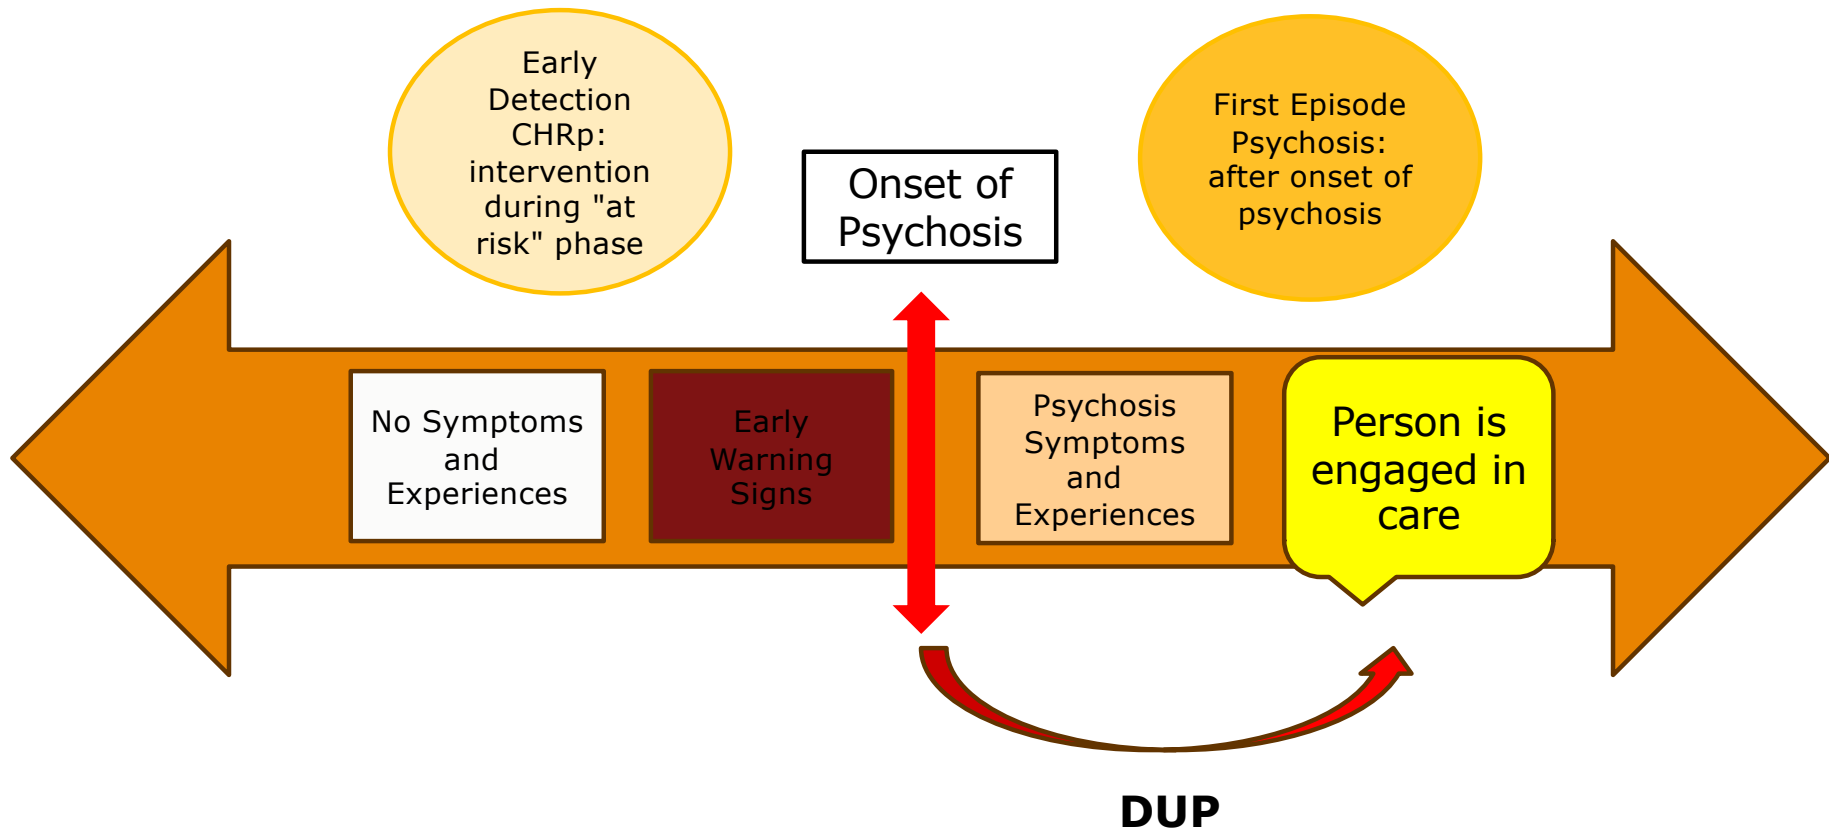 Early
Detection
CHRp:
intervention
during "at
risk" phase
Onset of
Psychosis
First Episode
Psychosis:
after onset of
psychosis
No Symptoms
and
Experiences
Early
Warning
Signs
Psychosis
Symptoms
and
Experiences
Person is
engaged in
care
DUP